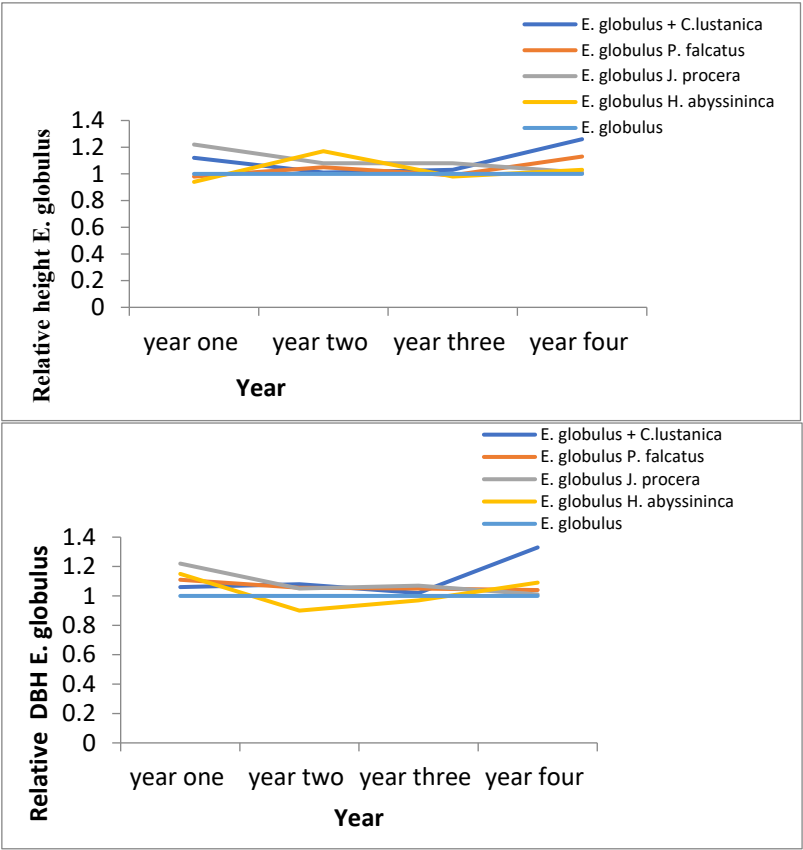 E. globulus + C.lustanica
E. globulus P. falcatus
E. globulus J. procera
E. globulus H. abyssininca
E. globulus
Relative height E. globulus
1.4
1.2
1
0.8
0.6
0.4
0.2
0
year one year two year three year four
Year
E. globulus + C.lustanica
E. globulus P. falcatus
E. globulus J. procera
E. globulus H. abyssininca
E. globulus
Relative DBH E. globulus
1.4
1.2
1
0.8
0.6
0.4
0.2
0
year one year two year three year four
Year